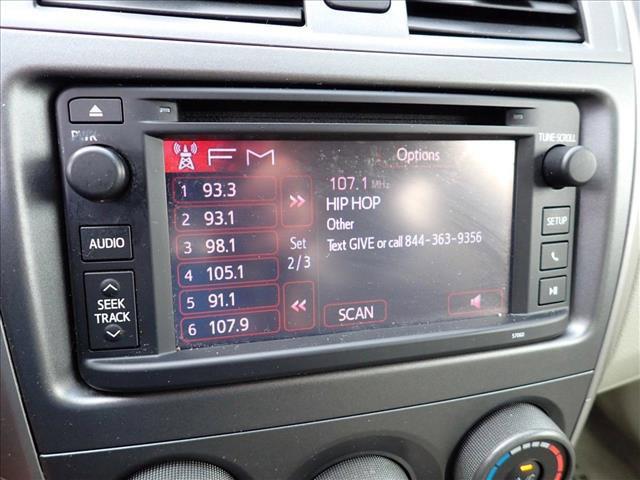 PWR
TUNE·SCROLL
FM
Options
1 93.3
2 93.1
3 98.1
4 105.1
5 91.1
6 107.9
Set
2/3
107.1 MHz
HIP HOP
Other
Text GIVE or call 844-363-9356
SCAN
AUDIO
SEEK
TRACK
SETUP
57060